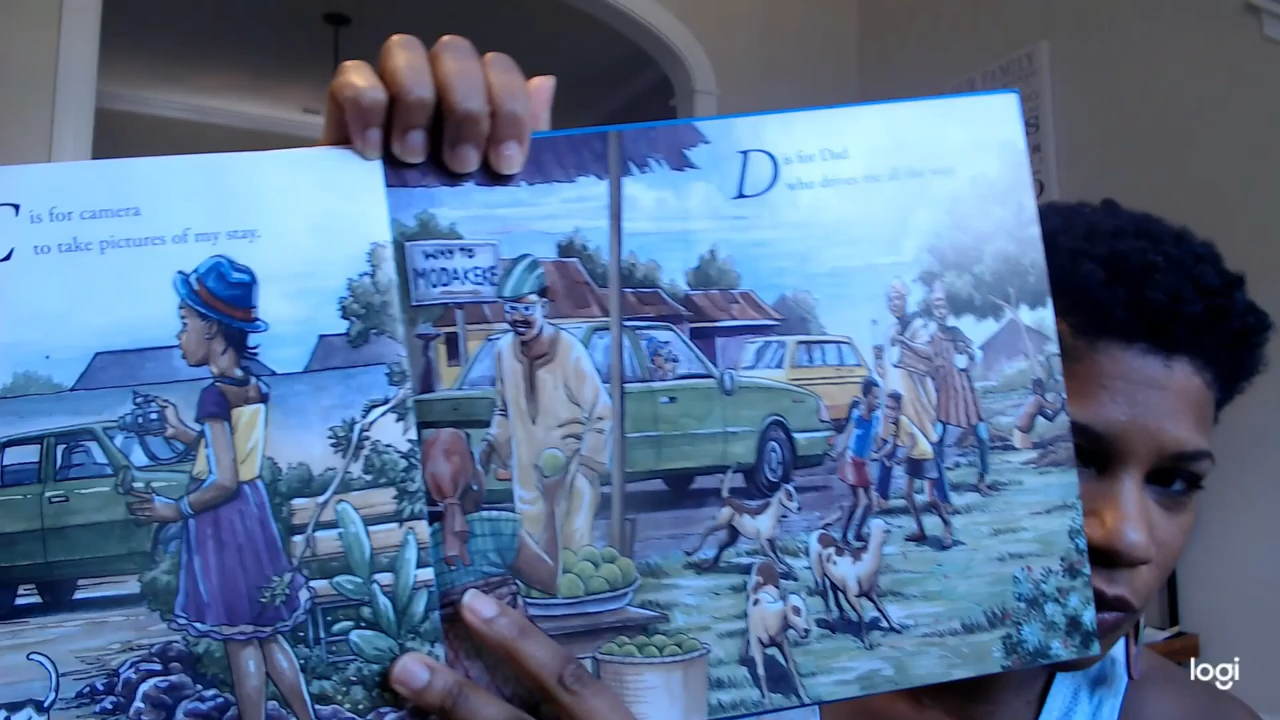 C is for camera
to take pictures of my stay.
WAY TO
MODAKEKE
D is for Dad
who drives me all the way
FAMILY
logi